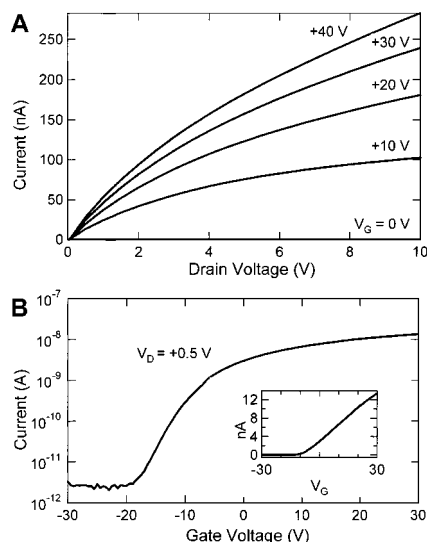 A
250
200
150
100
50
0
Current (nA)
+40 V
+30 V
+20 V
+10 V
V_G = 0 V
0 2 4 6 8 10
Drain Voltage (V)
B
10^-7
10^-8
10^-9
10^-10
10^-11
10^-12
Current (A)
V_D = +0.5 V
12
8
4
0
nA
-30 0 30
V_G
-30 -20 -10 0 10 20 30
Gate Voltage (V)